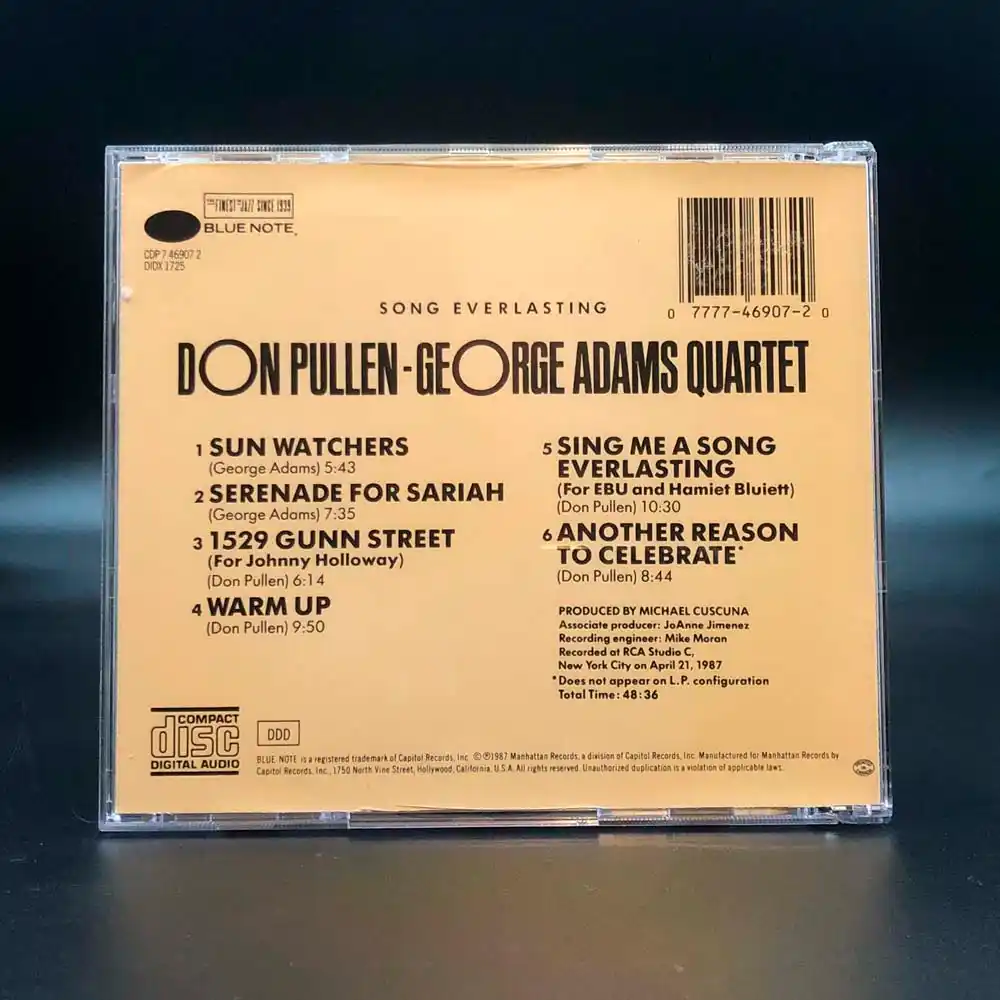 THE FINEST IN JAZZ SINCE 1939
BLUE NOTE®
CDP 7 46907 2
DIDX 1725
0 7777-46907-2 0
SONG EVERLASTING
DON PULLEN-GEORGE ADAMS QUARTET
1 SUN WATCHERS
(George Adams) 5:43
2 SERENADE FOR SARIAH
(George Adams) 7:35
3 1529 GUNN STREET
(For Johnny Holloway)
(Don Pullen) 6:14
4 WARM UP
(Don Pullen) 9:50
5 SING ME A SONG
EVERLASTING
(For EBU and Hamiet Bluiett)
(Don Pullen) 10:30
6 ANOTHER REASON
TO CELEBRATE*
(Don Pullen) 8:44
PRODUCED BY MICHAEL CUSCUNA
Associate producer: JoAnne Jimenez
Recording engineer: Mike Moran
Recorded at RCA Studio C,
New York City on April 21, 1987
*Does not appear on L.P. configuration
Total Time: 48:36
COMPACT
disc
DIGITAL AUDIO
DDD
BLUE NOTE is a registered trademark of Capitol Records, Inc. ©℗1987 Manhattan Records, a division of Capitol Records, Inc. Manufactured for Manhattan Records by
Capitol Records, Inc., 1750 North Vine Street, Hollywood, California, U.S.A. All rights reserved. Unauthorized duplication is a violation of applicable laws.